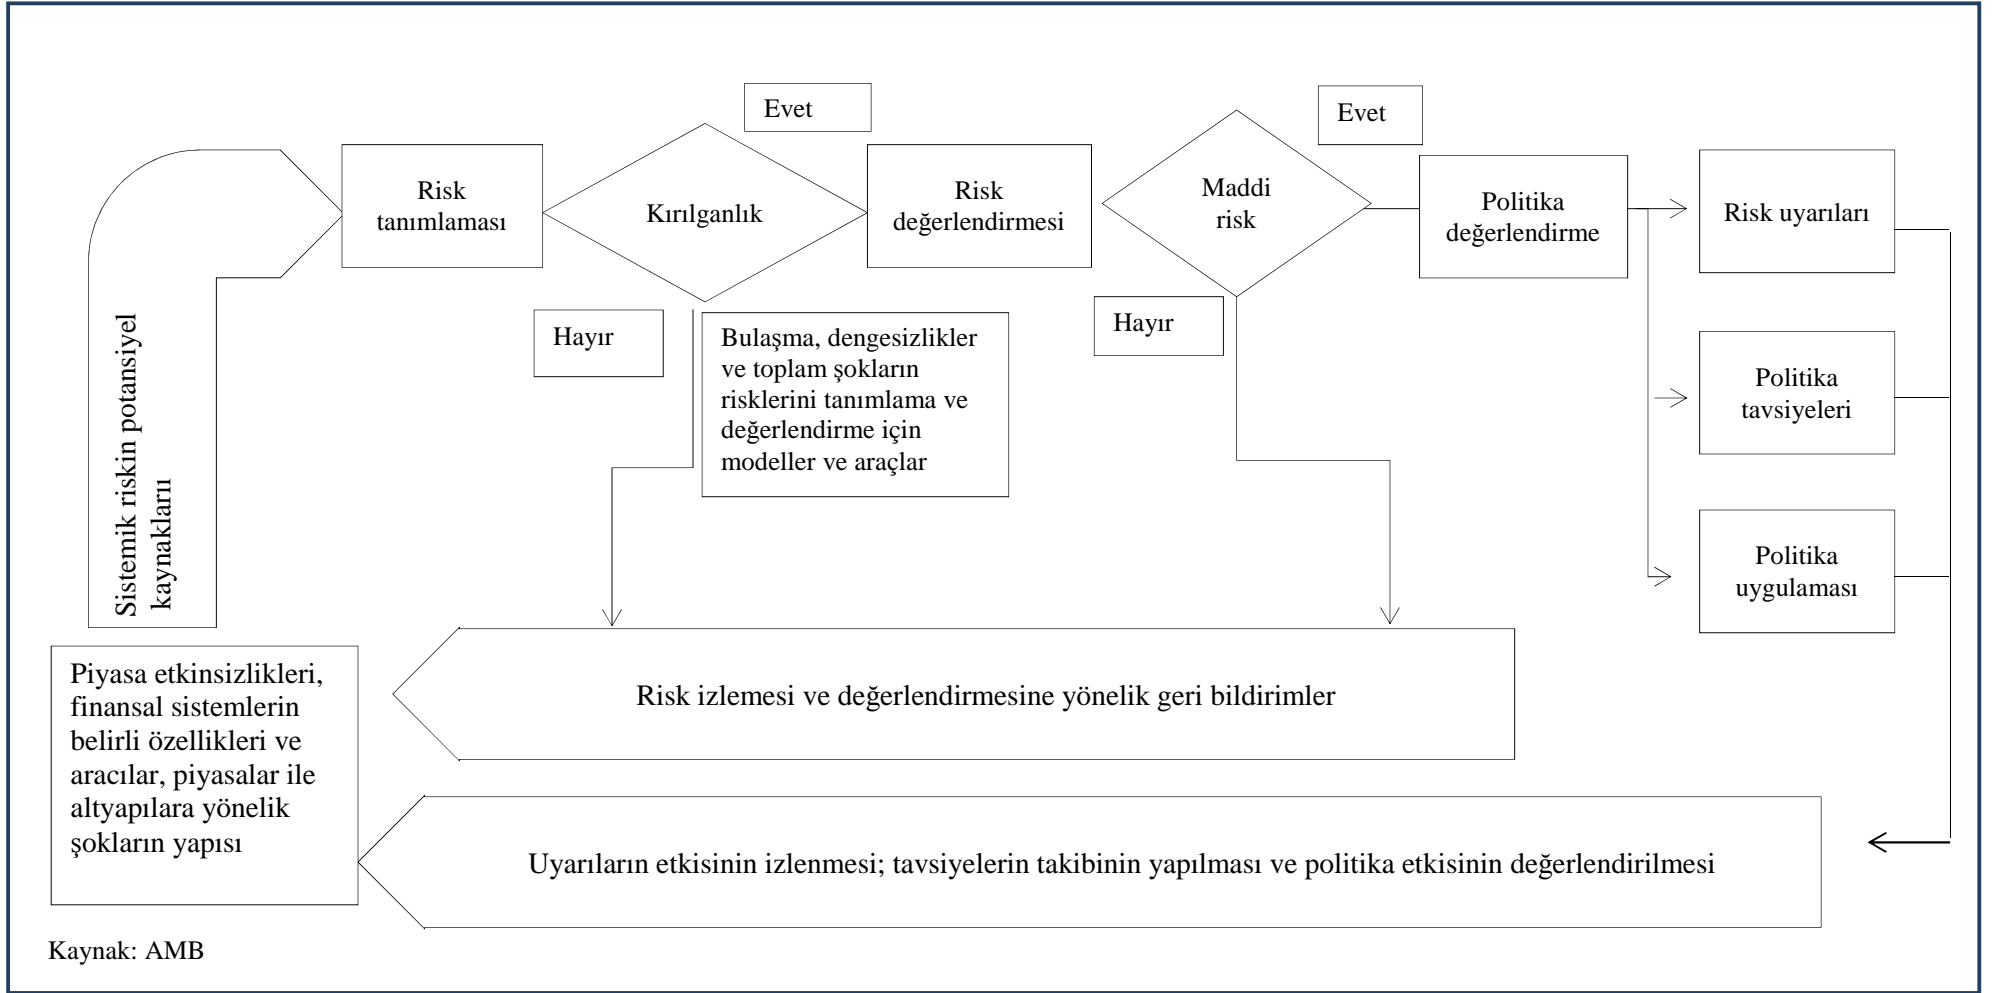 Evet
Evet
Risk
tanımlaması
Kırılganlık
Risk
değerlendirmesi
Maddi
risk
Politika
değerlendirme
Risk uyarıları
Hayır
Bulaşma, dengesizlikler
ve toplam şokların
risklerini tanımlama ve
değerlendirme için
modeller ve araçlar
Hayır
Politika
tavsiyeleri
Politika
uygulaması
Sistemik riskin potansiyel
kaynaklarıı
Piyasa etkinsizlikleri,
finansal sistemlerin
belirli özellikleri ve
aracılar, piyasalar ile
altyapılara yönelik
şokların yapısı
Risk izlemesi ve değerlendirmesine yönelik geri bildirimler
Uyarıların etkisinin izlenmesi; tavsiyelerin takibinin yapılması ve politika etkisinin değerlendirilmesi
Kaynak: AMB